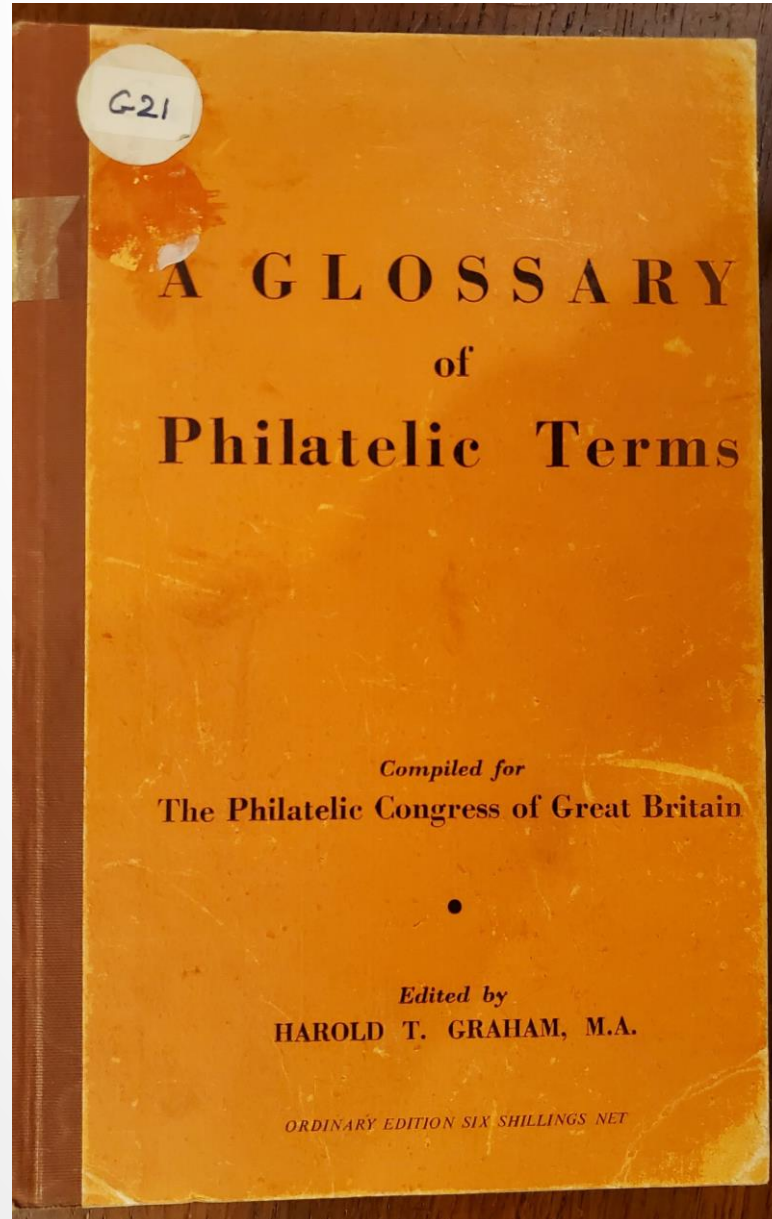 G21
A GLOSSARY
of
Philatelic Terms
Compiled for
The Philatelic Congress of Great Britain
Edited by
HAROLD T. GRAHAM, M.A.
ORDINARY EDITION SIX SHILLINGS NET